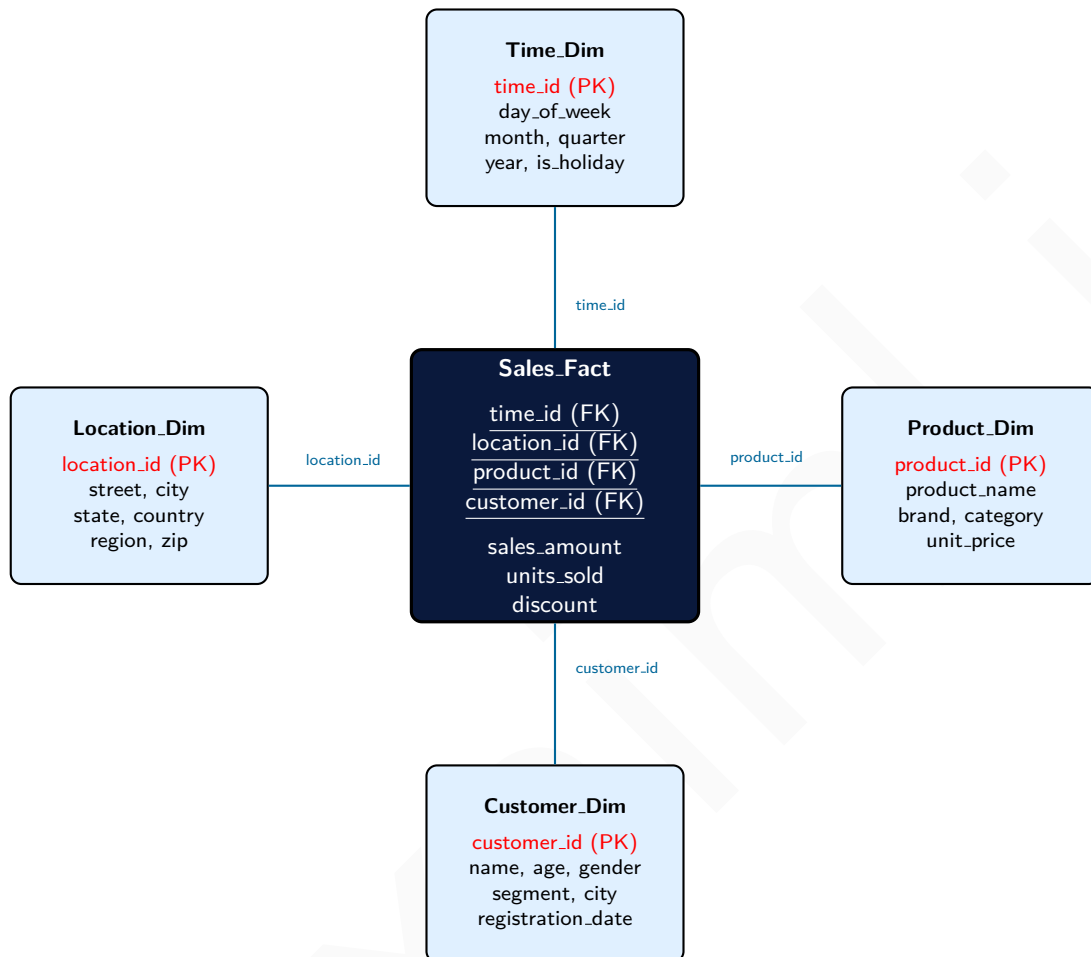 Time_Dim
time_id (PK)
day_of_week
month, quarter
year, is_holiday
time_id
Sales_Fact
time_id (FK)
location_id (FK)
product_id (FK)
customer_id (FK)
sales_amount
units_sold
discount
Location_Dim
location_id (PK)
street, city
state, country
region, zip
location_id
product_id
Product_Dim
product_id (PK)
product_name
brand, category
unit_price
customer_id
Customer_Dim
customer_id (PK)
name, age, gender
segment, city
registration_date